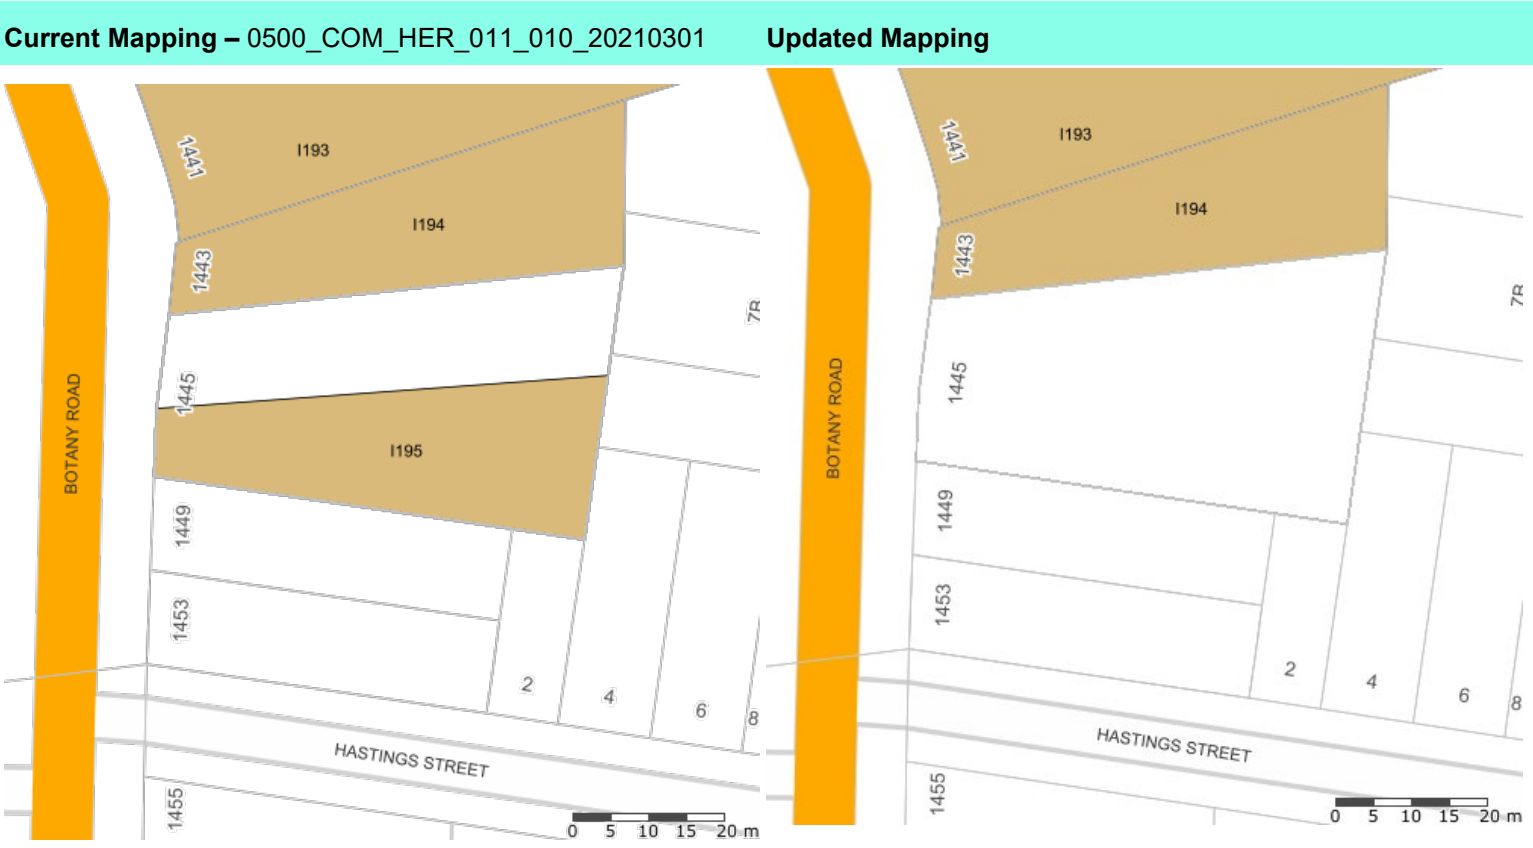 Current Mapping – 0500_COM_HER_011_010_20210301
Updated Mapping
1441
I193
I194
1443
7B
1445
BOTANY ROAD
I195
1449
1453
2
4
6
8
HASTINGS STREET
1455
0 5 10 15 20 m
1441
I193
I194
1443
1445
BOTANY ROAD
1449
1453
2
4
6
8
HASTINGS STREET
1455
0 5 10 15 20 m